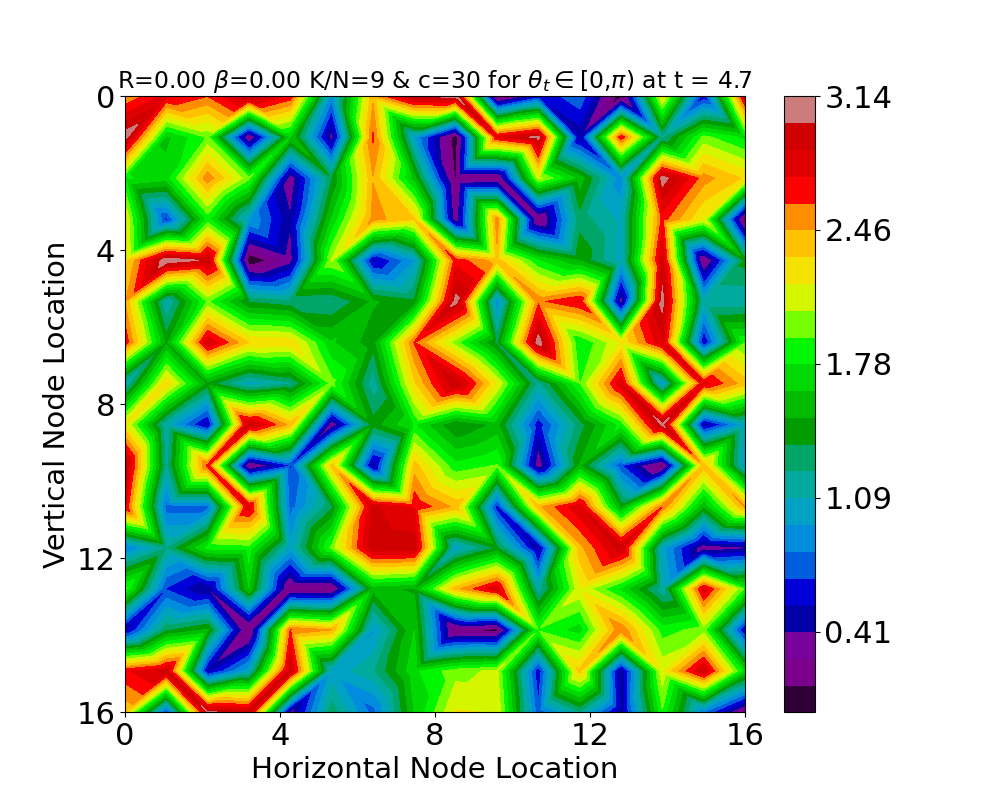 R=0.00 β=0.00 K/N=9 & c=30 for θₜ ∈ [0,π) at t = 4.7
0
4
8
12
16
Vertical Node Location
0 4 8 12 16
Horizontal Node Location
3.14
2.46
1.78
1.09
0.41